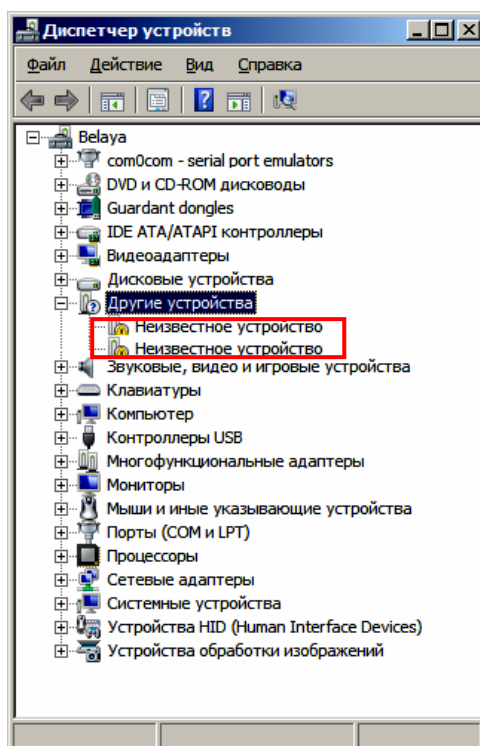 Диспетчер устройств
Файл Действие Вид Справка
Belaya
com0com - serial port emulators
DVD и CD-ROM дисководы
Guardant dongles
IDE ATA/ATAPI контроллеры
Видеоадаптеры
Дисковые устройства
Другие устройства
Неизвестное устройство
Неизвестное устройство
Звуковые, видео и игровые устройства
Клавиатуры
Компьютер
Контроллеры USB
Многофункциональные адаптеры
Мониторы
Мыши и иные указывающие устройства
Порты (COM и LPT)
Процессоры
Сетевые адаптеры
Системные устройства
Устройства HID (Human Interface Devices)
Устройства обработки изображений